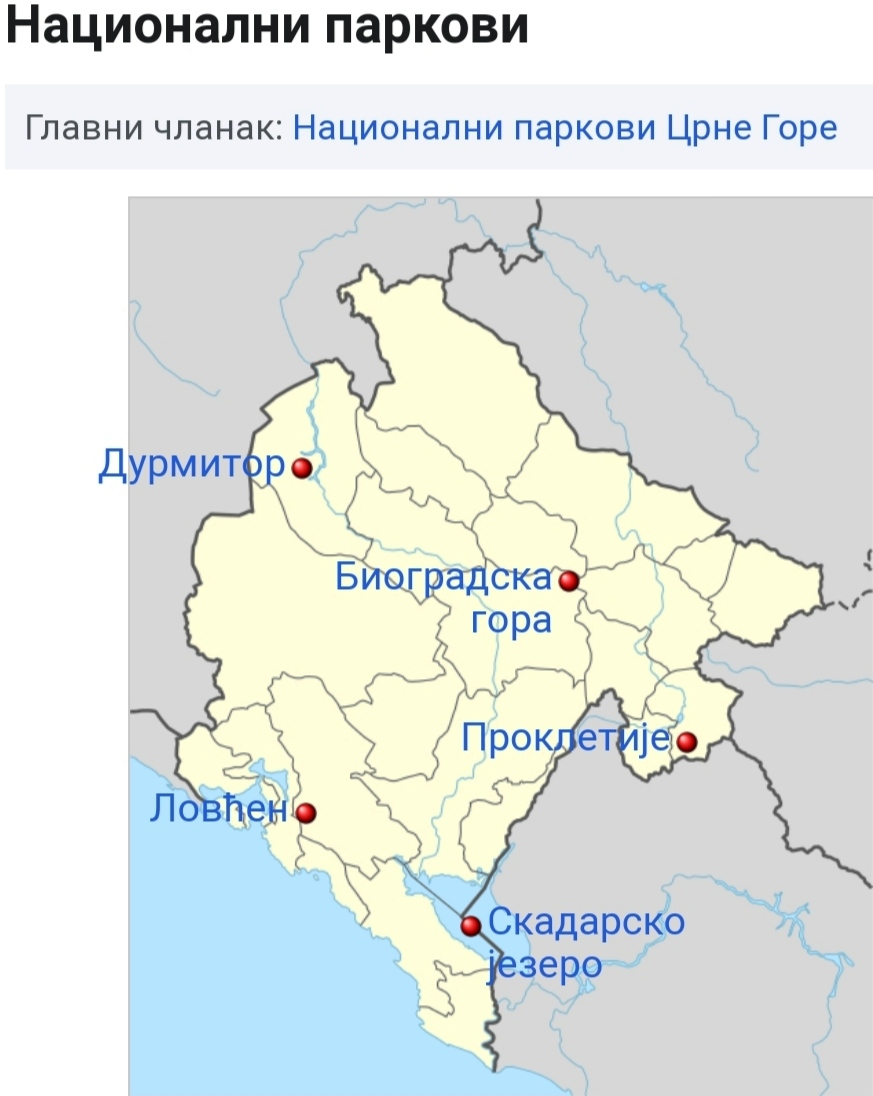 Национални паркови
Главни чланак: Национални паркови Црне Горе
Дурмитор
Биоградска
гора
Проклетије
Ловћен
Скадарско
језеро